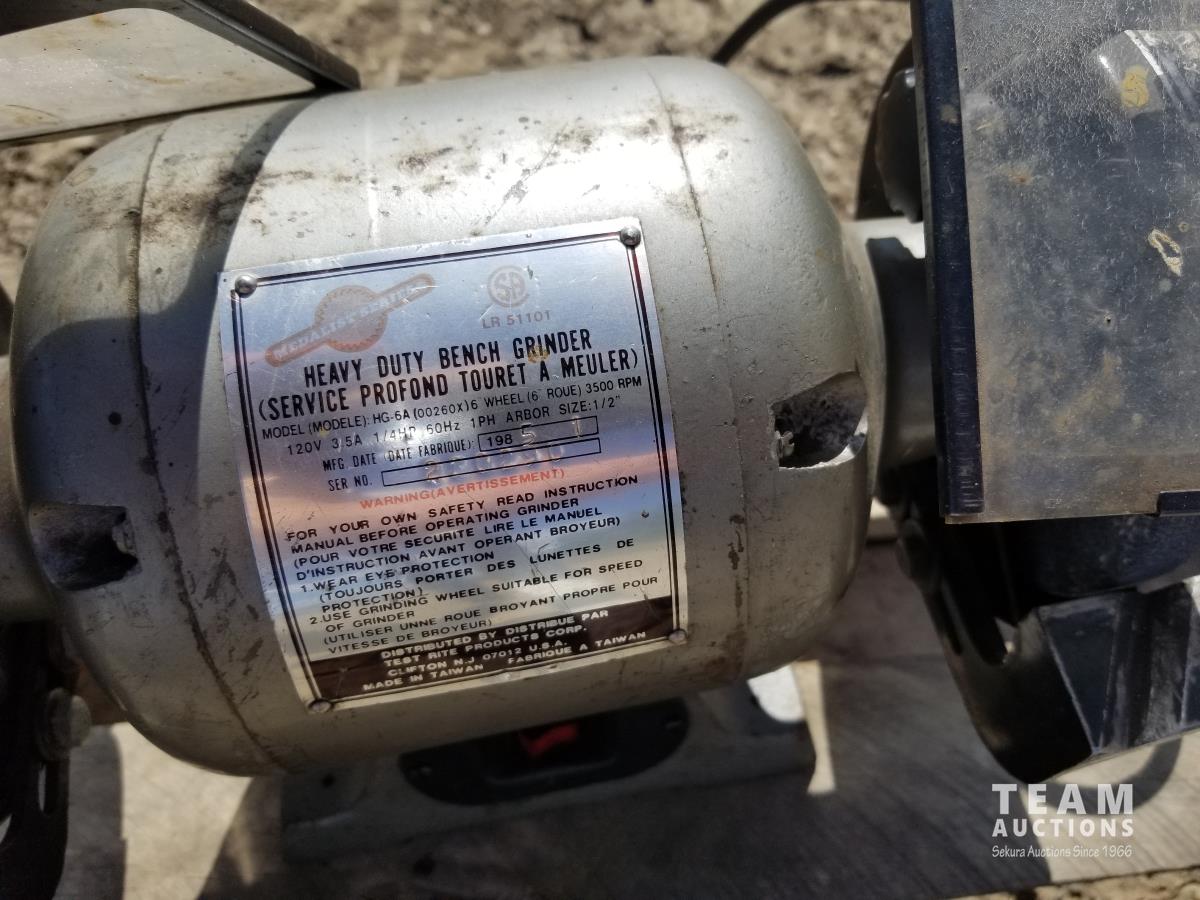 SP
LR 51101
HEAVY DUTY BENCH GRINDER
(SERVICE PROFOND TOURET A MEULER)
MODEL (MODELE): HG-6A (00260X) 6 WHEEL (6" ROUE) 3500 RPM
120V 3.5A 1/4HP 60Hz 1PH ARBOR SIZE: 1/2"
MFG. DATE (DATE FABRIQUE): 198 5 1
SER NO.
WARNING(AVERTISSEMENT)
FOR YOUR OWN SAFETY READ INSTRUCTION
MANUAL BEFORE OPERATING GRINDER
(POUR VOTRE SECURITE LIRE LE MANUEL
D'INSTRUCTION AVANT OPERANT BROYEUR)
1.WEAR EYE PROTECTION
(TOUJOURS PORTER DES LUNETTES DE
PROTECTION)
2.USE GRINDING WHEEL SUITABLE FOR SPEED
OF GRINDER
(UTILISER UNNE ROUE BROYANT PROPRE POUR
VITESSE DE BROYEUR)
DISTRIBUTED BY DISTRIBUE PAR
TEST RITE PRODUCTS CORP.
CLIFTON N.J 07012 U.S.A.
MADE IN TAIWAN FABRIQUE A TAIWAN
TEAM
AUCTIONS
Sekura Auctions Since 1966